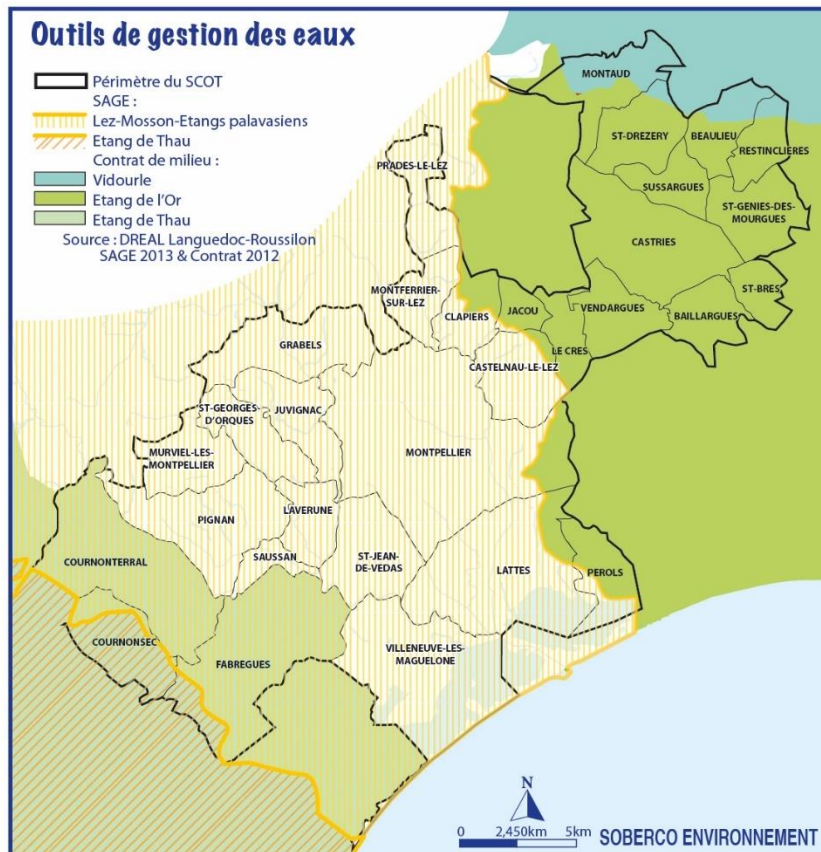 Outils de gestion des eaux
Périmètre du SCOT
SAGE :
Lez-Mosson-Etangs palavasiens
Etang de Thau
Contrat de milieu :
Vidourle
Etang de l'Or
Etang de Thau
Source : DREAL Languedoc-Roussilon
SAGE 2013 & Contrat 2012
MONTAUD
ST-DREZERY
BEAULIEU
RESTINCLIERES
PRADES-LE-LEZ
SUSSARGUES
ST-GENIES-DES-
MOURGUES
CASTRIES
MONTFERRIER-
SUR-LEZ
CLAPIERS
JACOU
VENDARGUES
ST-BRES
BAILLARGUES
GRABELS
LE CRES
CASTELNAU-LE-LEZ
ST-GEORGES-
D'ORQUES
JUVIGNAC
MURVIEL-LES-
MONTPELLIER
MONTPELLIER
PIGNAN
LAVERUNE
SAUSSAN
ST-JEAN-
DE-VEDAS
LATTES
PEROLS
COURNONTERRAL
COURNONSEC
FABREGUES
VILLENEUVE-LES-
MAGUELONE
N
0 2,450km 5km
SOBERCO ENVIRONNEMENT